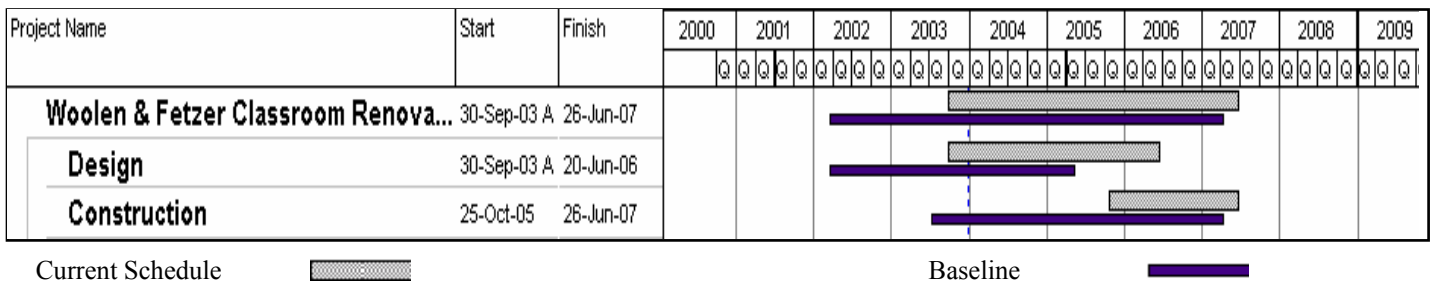 Project Name Start Finish 2000 2001 2002 2003 2004 2005 2006 2007 2008 2009
Q Q Q Q Q Q Q Q Q Q Q Q Q Q Q Q Q Q Q Q Q Q Q Q Q Q Q Q Q Q Q Q Q Q Q Q
Woolen & Fetzer Classroom Renova... 30-Sep-03 A 26-Jun-07
Design 30-Sep-03 A 20-Jun-06
Construction 25-Oct-05 26-Jun-07
Current Schedule Baseline